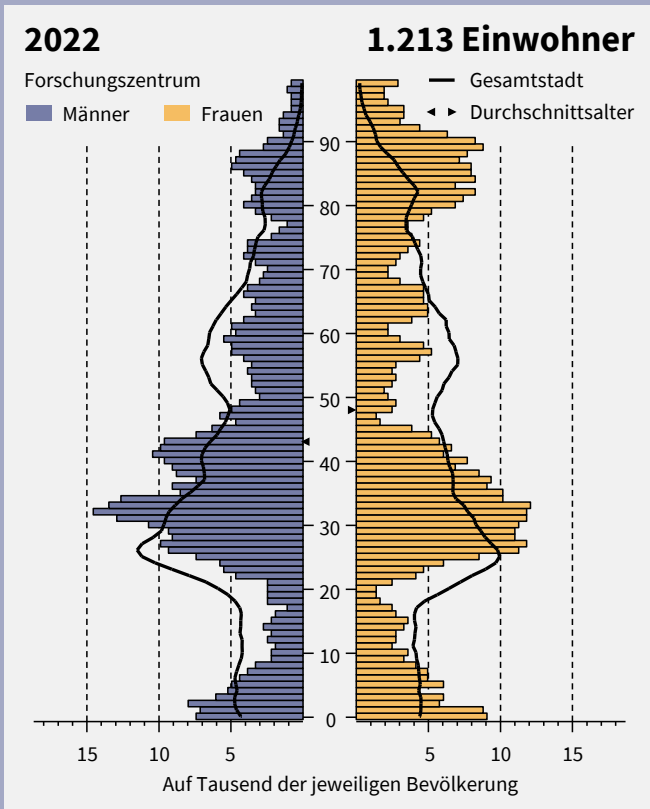 2022
1.213 Einwohner
Forschungszentrum
Männer
Frauen
Gesamtstadt
Durchschnittsalter
90
80
70
60
50
40
30
20
10
0
15 10 5 5 10 15
Auf Tausend der jeweiligen Bevölkerung